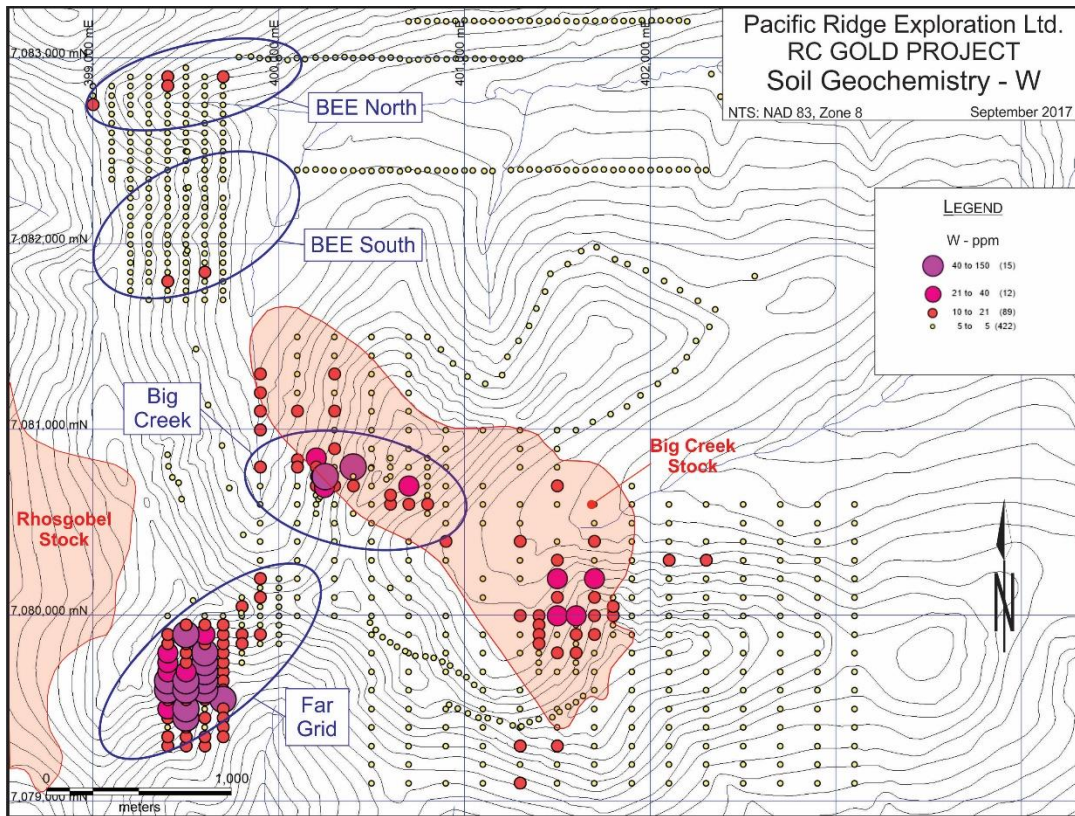 Pacific Ridge Exploration Ltd.
RC GOLD PROJECT
Soil Geochemistry - W
NTS: NAD 83, Zone 8 September 2017
399,000 mE
400,000 mE
401,000 mE
402,000 mE
7,083,000 mN
7,082,000 mN
7,081,000 mN
7,080,000 mN
7,079,000 mN
BEE North
BEE South
LEGEND
W - ppm
40 to 150 (15)
21 to 40 (12)
10 to 21 (89)
5 to 5 (422)
Big
Creek
Big Creek
Stock
Rhosgobel
Stock
Far
Grid
N
0 1,000
meters